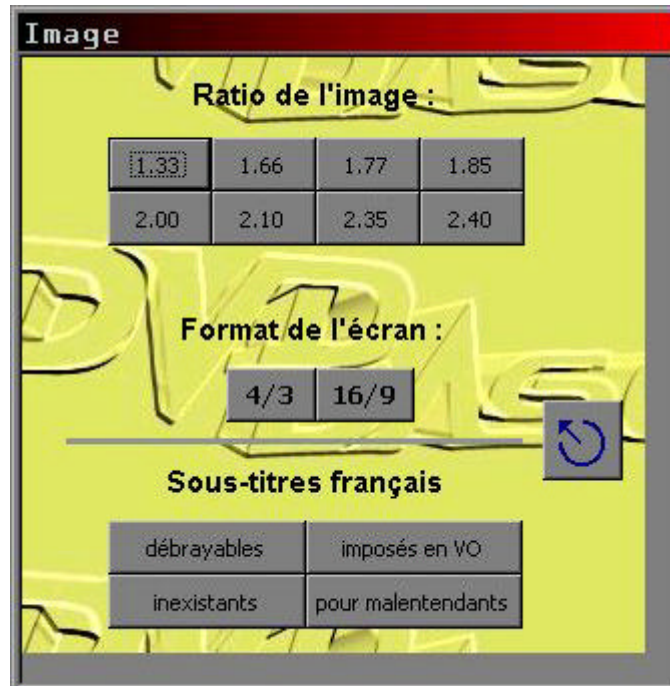 Image
Ratio de l'image :
1.33 1.66 1.77 1.85
2.00 2.10 2.35 2.40
Format de l'écran :
4/3 16/9
Sous-titres français
débrayables imposés en VO
inexistants pour malentendants